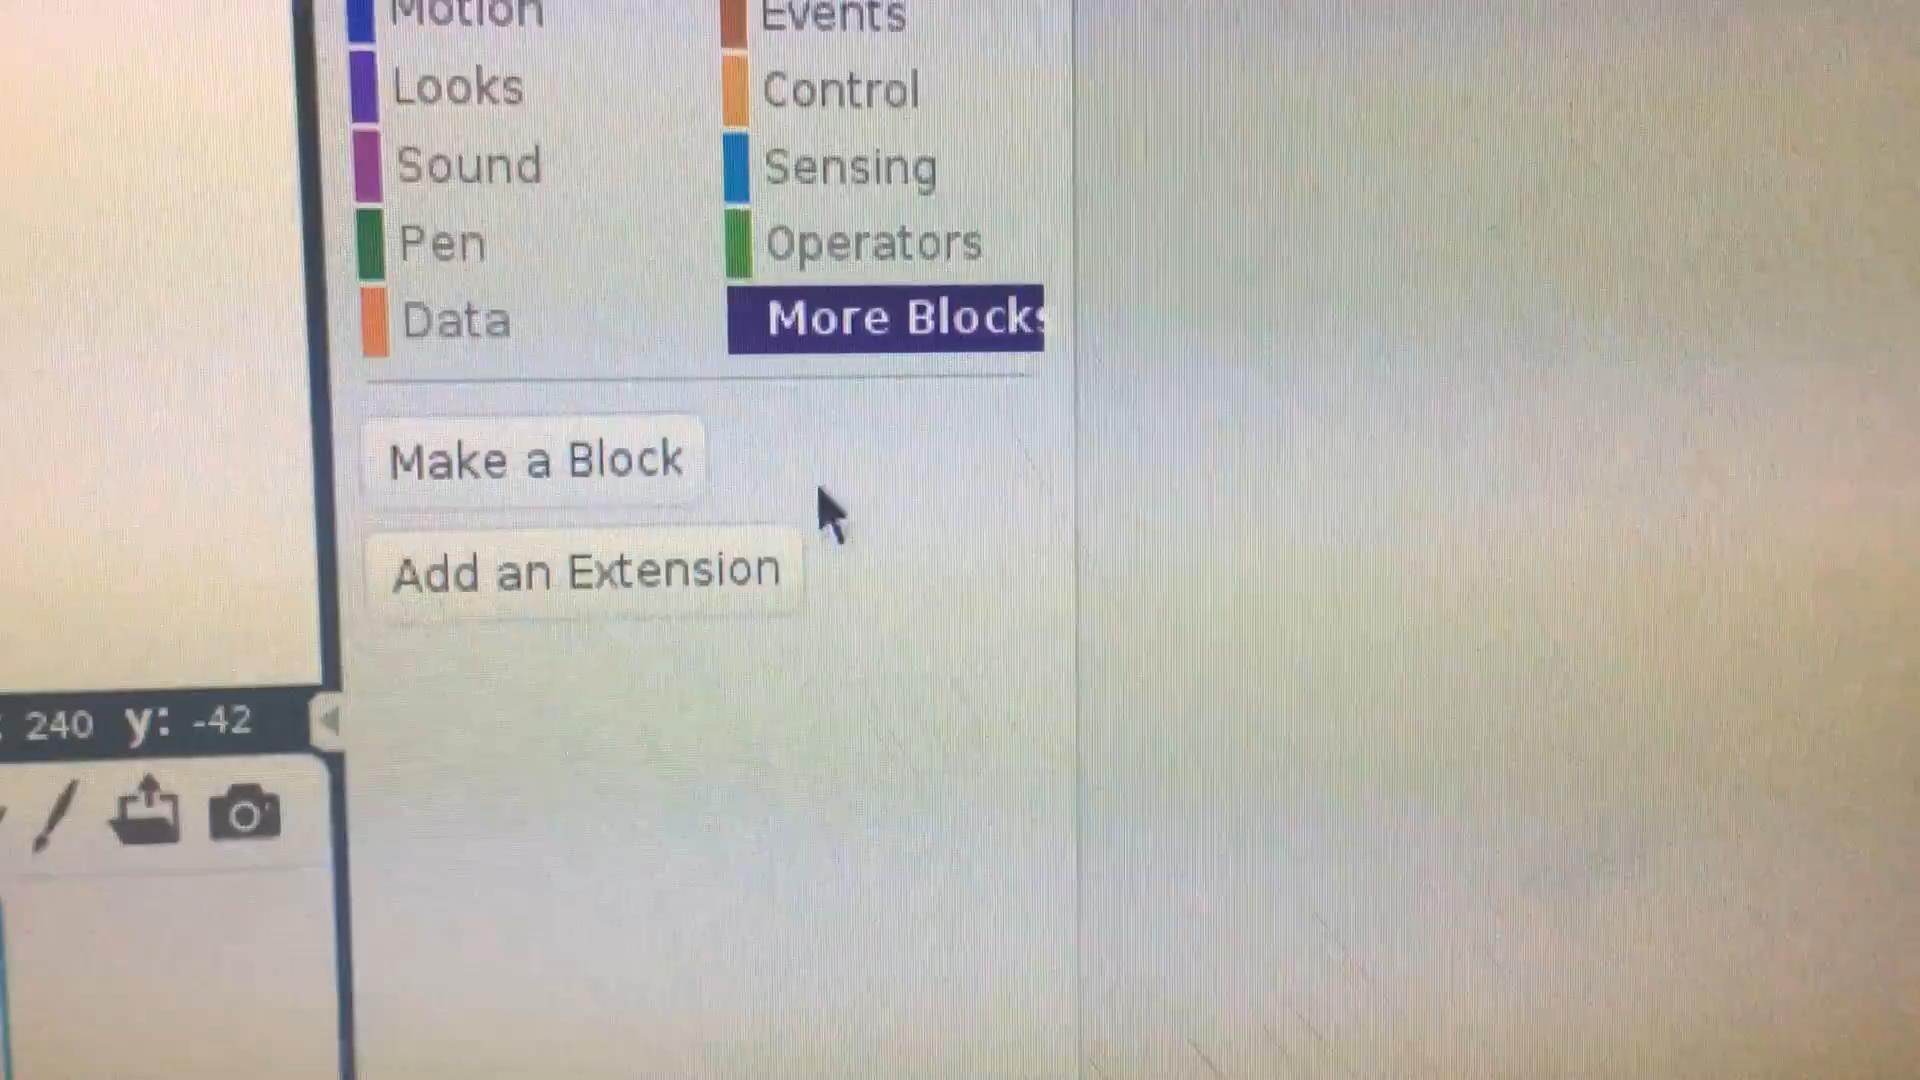 Motion Events
Looks Control
Sound Sensing
Pen Operators
Data More Blocks
Make a Block
Add an Extension
240 y: -42